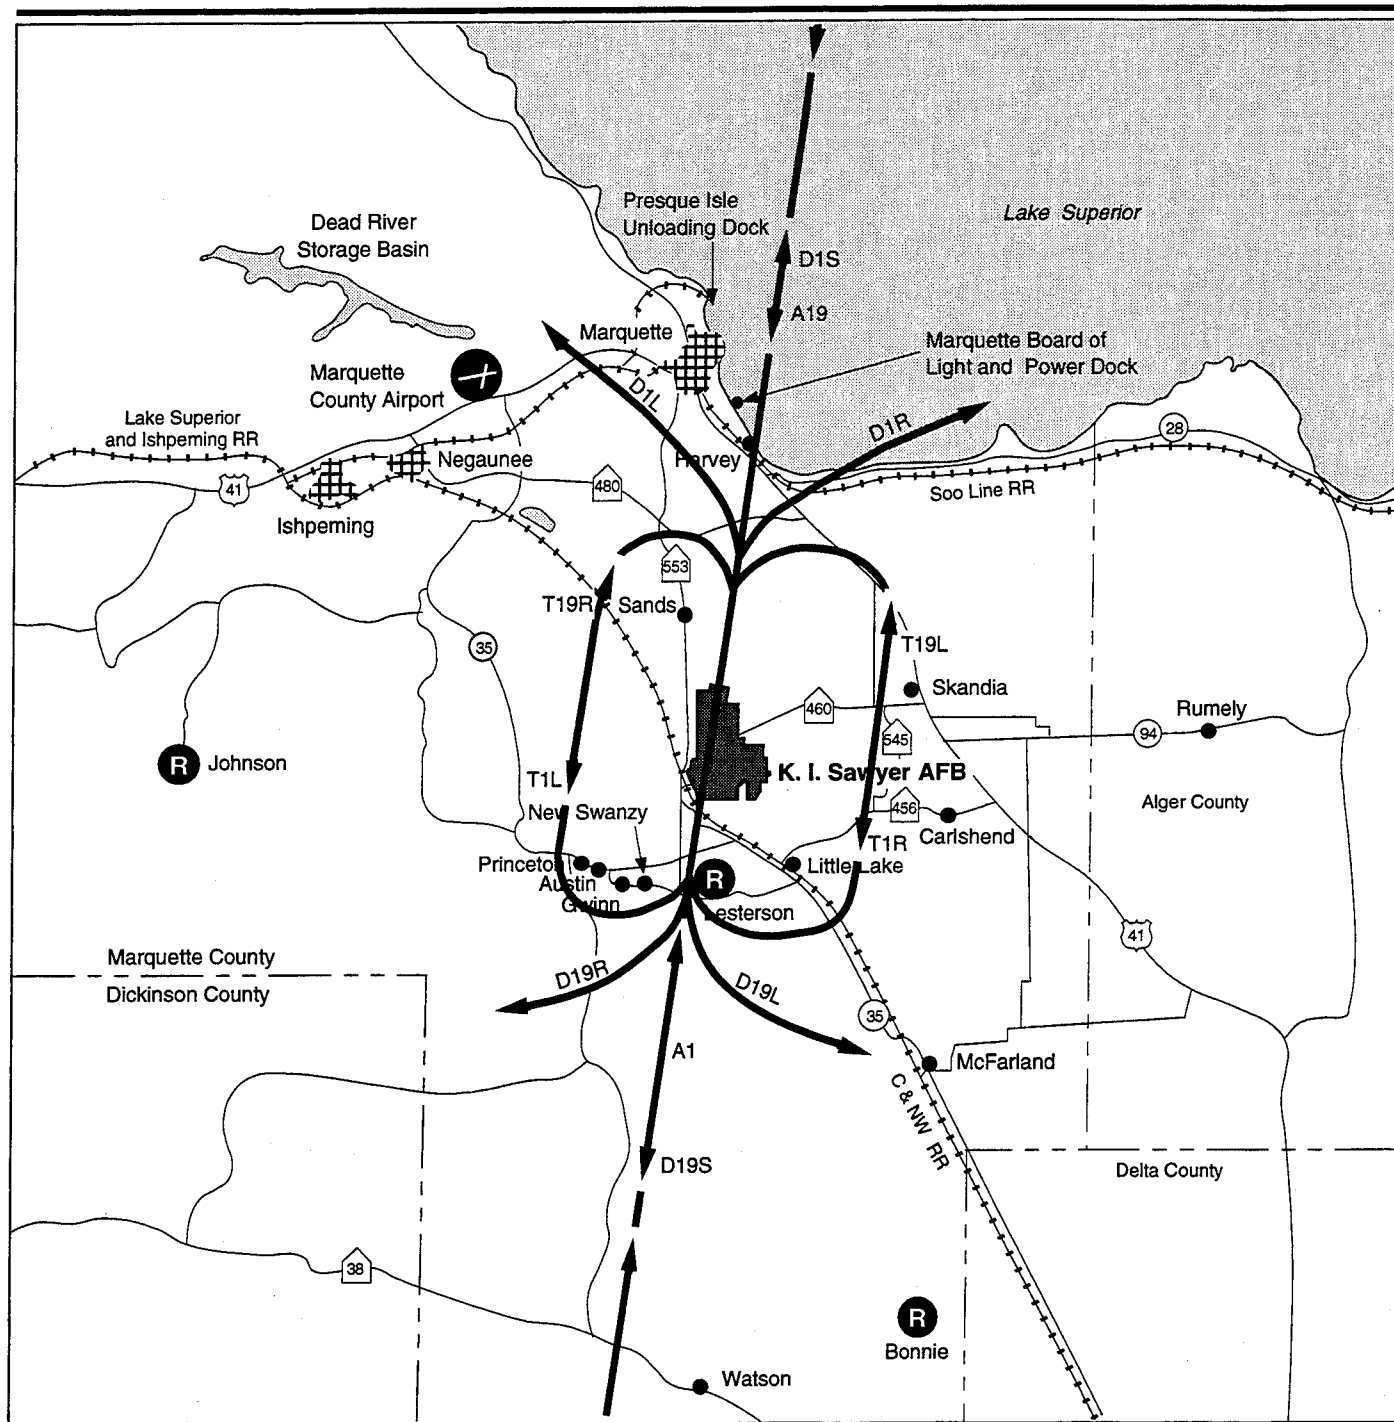 Presque Isle
Unloading Dock
Lake Superior
Dead River
Storage Basin
D1S
A19
Marquette
Marquette Board of
Light and Power Dock
Marquette
County Airport
D1L
D1R
Lake Superior
and Ishpeming RR
28
Harvey
Negaunee
41
480
Soo Line RR
Ishpeming
553
T19R
Sands
35
T19L
Skandia
460
Rumely
94
545
R
Johnson
T1L
K. I. Sawyer AFB
456
Alger County
New Swanzy
Carlshend
T1R
Princeton
Little Lake
Austin
R
Gwinn
Lesterson
41
Marquette County
D19R
D19L
Dickinson County
35
A1
McFarland
C & NW RR
D19S
Delta County
38
R
Bonnie
Watson